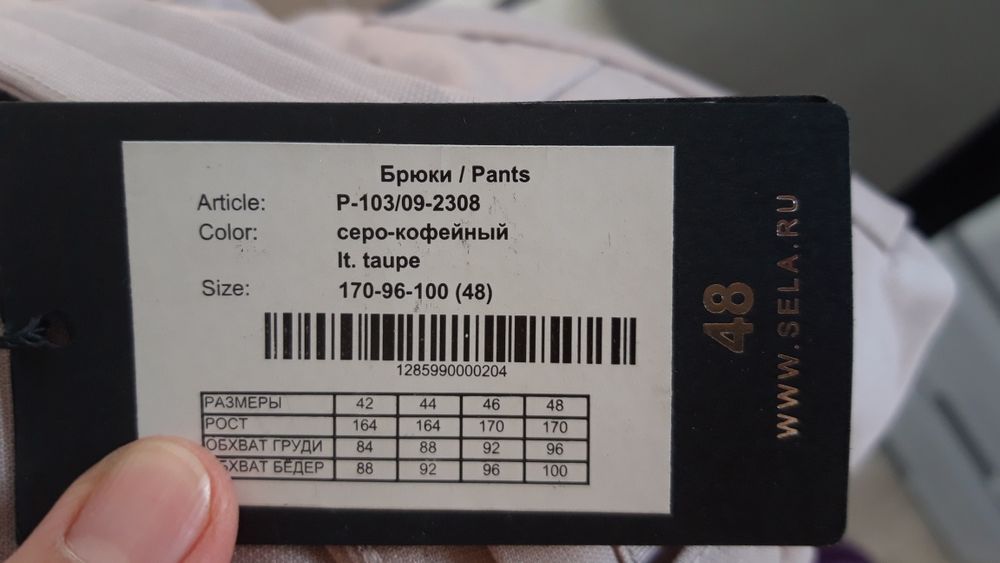 Брюки / Pants
Article: P-103/09-2308
Color: серо-кофейный
lt. taupe
Size: 170-96-100 (48)
1285990000204
РАЗМЕРЫ 42 44 46 48
РОСТ 164 164 170 170
ОБХВАТ ГРУДИ 84 88 92 96
ОБХВАТ БЁДЕР 88 92 96 100
48
WWW.SELA.RU